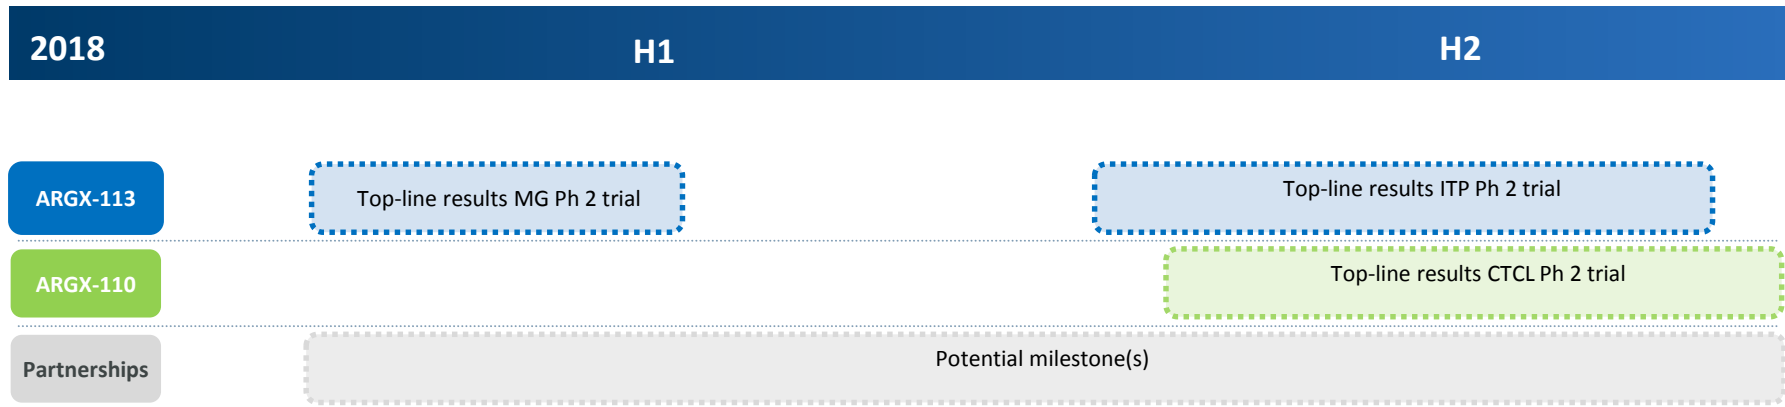 2018 H1 H2
ARGX-113 Top-line results MG Ph 2 trial Top-line results ITP Ph 2 trial
ARGX-110 Top-line results CTCL Ph 2 trial
Partnerships Potential milestone(s)